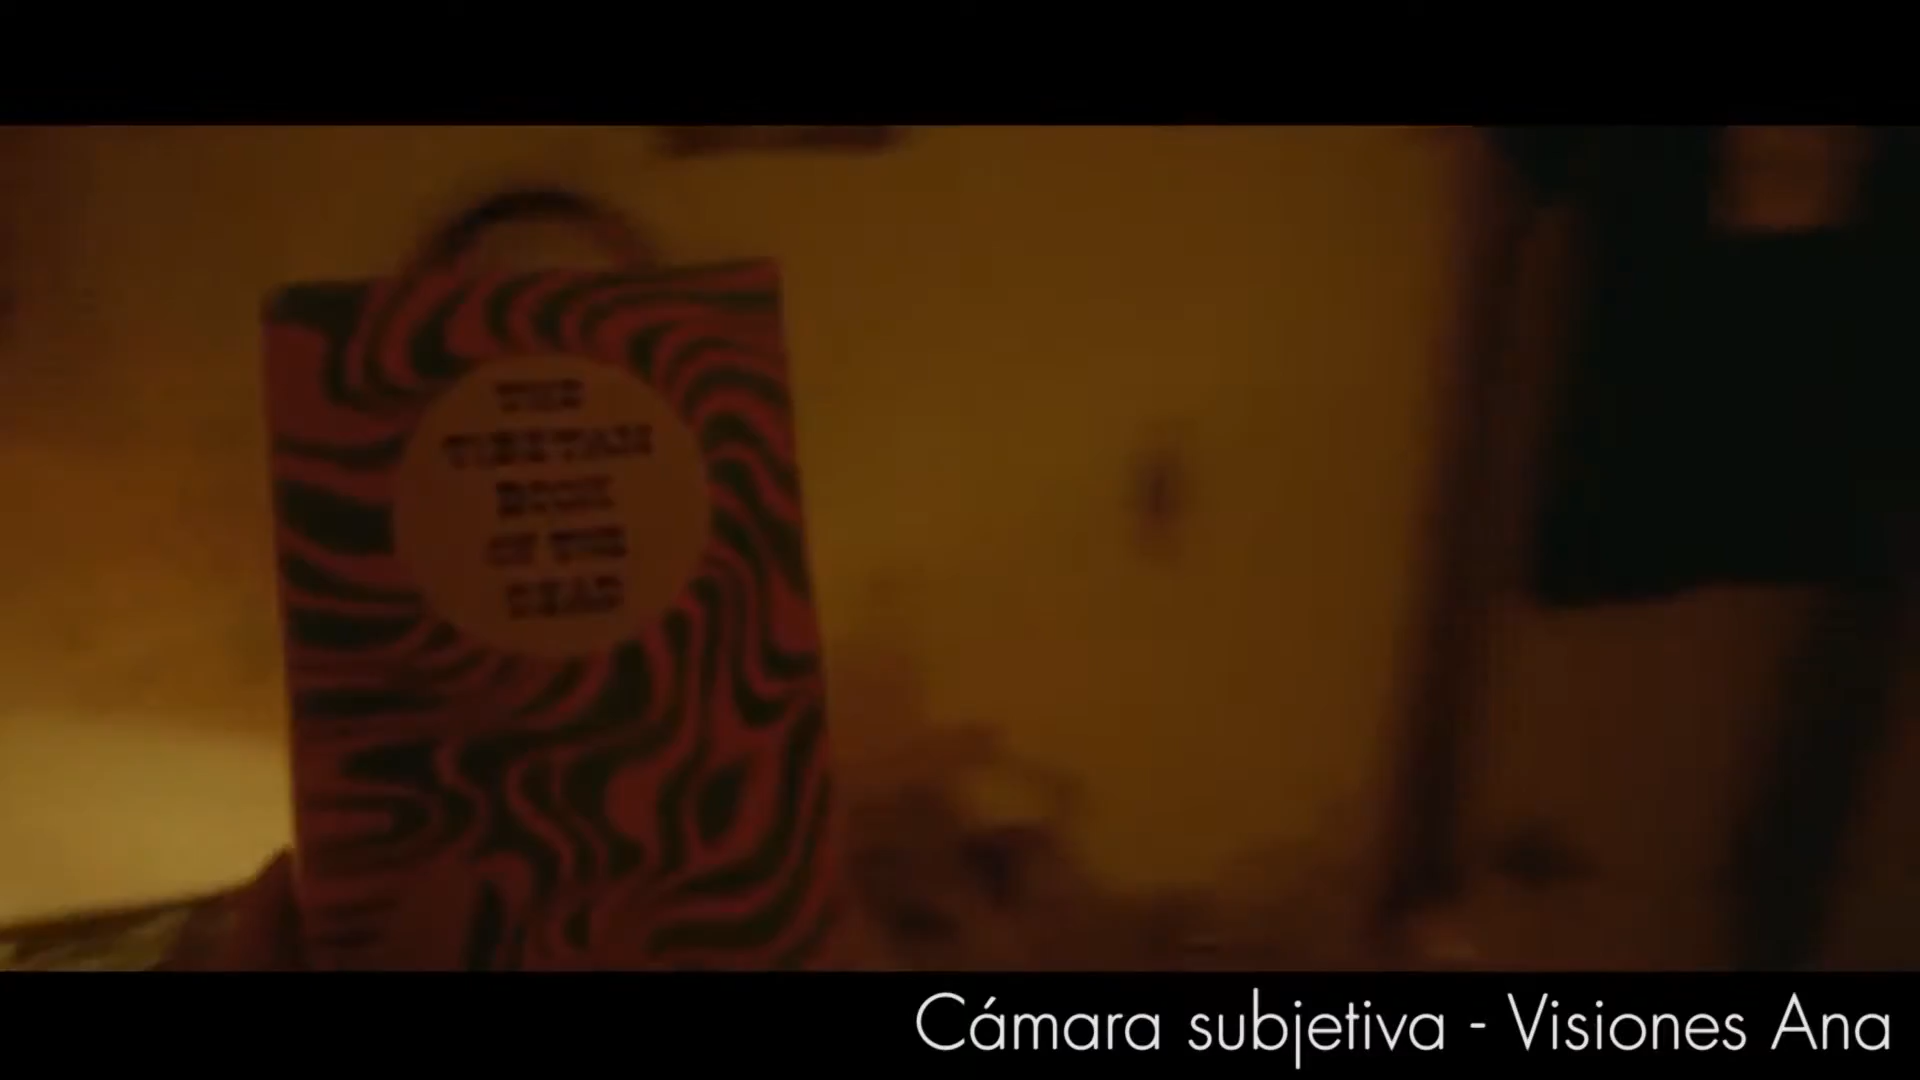 THE
TIBETAN
BOOK
OF THE
DEAD
Cámara subjetiva - Visiones Ana